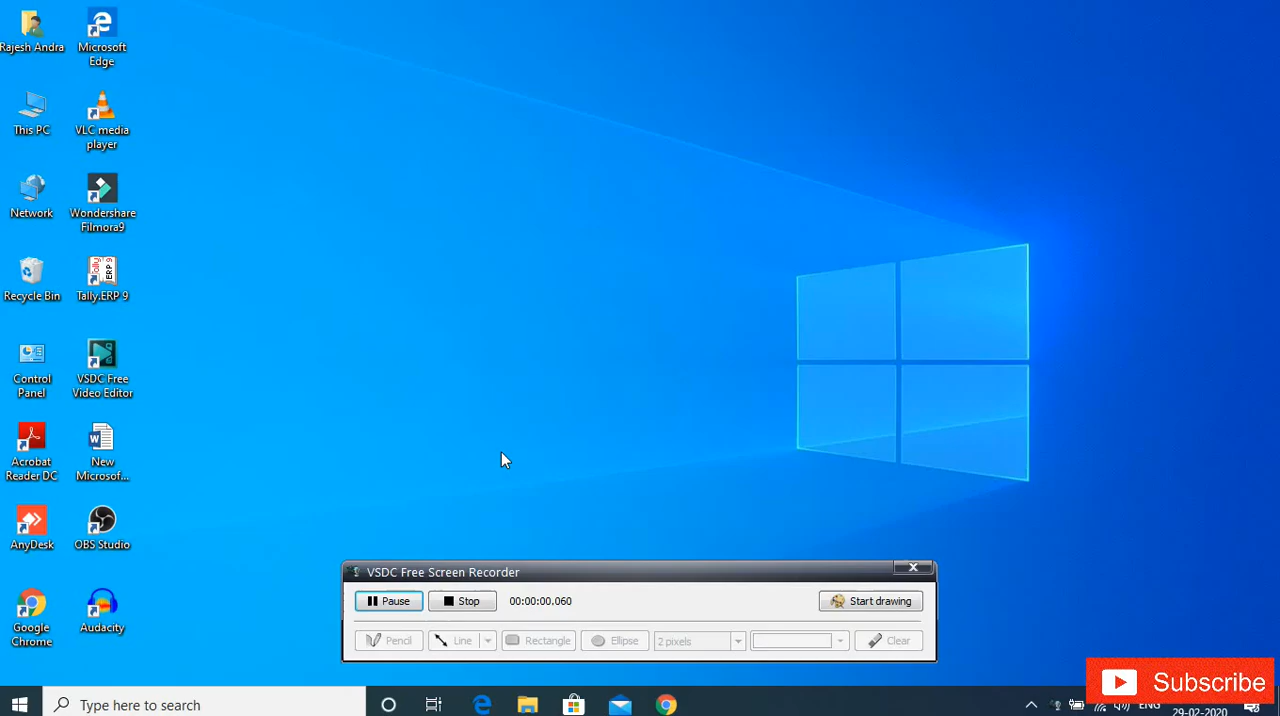 Rajesh Andra
Microsoft
Edge
This PC
VLC media
player
Network
Wondershare
Filmora9
Recycle Bin
Tally
ERP 9
Tally.ERP 9
Control
Panel
VSDC Free
Video Editor
Acrobat
Reader DC
W
New
Microsof...
AnyDesk
OBS Studio
Google
Chrome
Audacity
VSDC Free Screen Recorder
Pause
Stop
00:00:00.060
Start drawing
Pencil
Line
Rectangle
Ellipse
2 pixels
Clear
Subscribe
Type here to search
ENG
29-02-2020